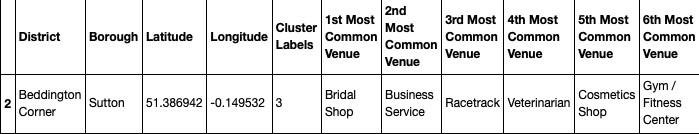 District Borough Latitude Longitude Cluster Labels 1st Most Common Venue 2nd Most Common Venue 3rd Most Common Venue 4th Most Common Venue 5th Most Common Venue 6th Most Common Venue
2 Beddington Corner Sutton 51.386942 -0.149532 3 Bridal Shop Business Service Racetrack Veterinarian Cosmetics Shop Gym / Fitness Center